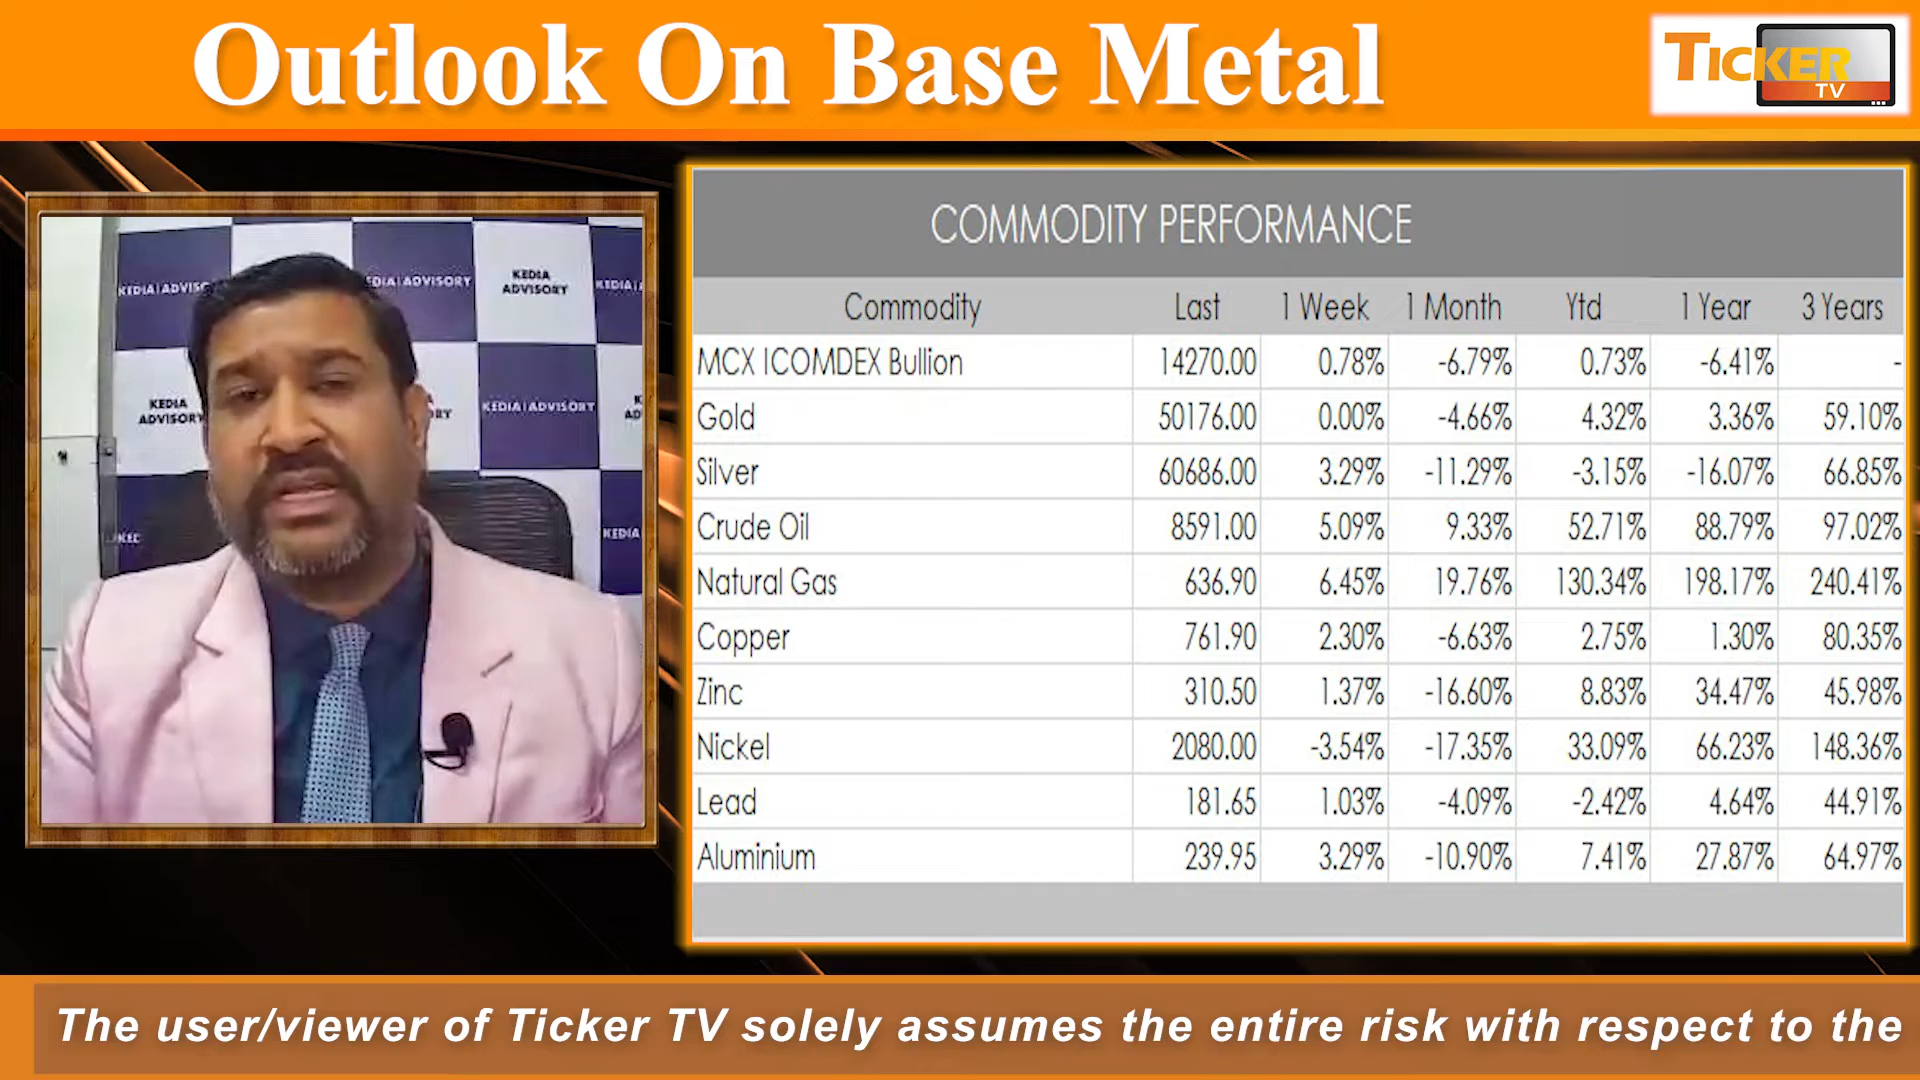 Outlook On Base Metal
TICKER
TV
KEDIA | ADVISORY
KEDIA
ADVISORY
KEDIA
ADVISORY
KEDIA | ADVISORY
KEDIA
COMMODITY PERFORMANCE
Commodity Last 1 Week 1 Month Ytd 1 Year 3 Years
MCX ICOMDEX Bullion 14270.00 0.78% -6.79% 0.73% -6.41% -
Gold 50176.00 0.00% -4.66% 4.32% 3.36% 59.10%
Silver 60686.00 3.29% -11.29% -3.15% -16.07% 66.85%
Crude Oil 8591.00 5.09% 9.33% 52.71% 88.79% 97.02%
Natural Gas 636.90 6.45% 19.76% 130.34% 198.17% 240.41%
Copper 761.90 2.30% -6.63% 2.75% 1.30% 80.35%
Zinc 310.50 1.37% -16.60% 8.83% 34.47% 45.98%
Nickel 2080.00 -3.54% -17.35% 33.09% 66.23% 148.36%
Lead 181.65 1.03% -4.09% -2.42% 4.64% 44.91%
Aluminium 239.95 3.29% -10.90% 7.41% 27.87% 64.97%
The user/viewer of Ticker TV solely assumes the entire risk with respect to the